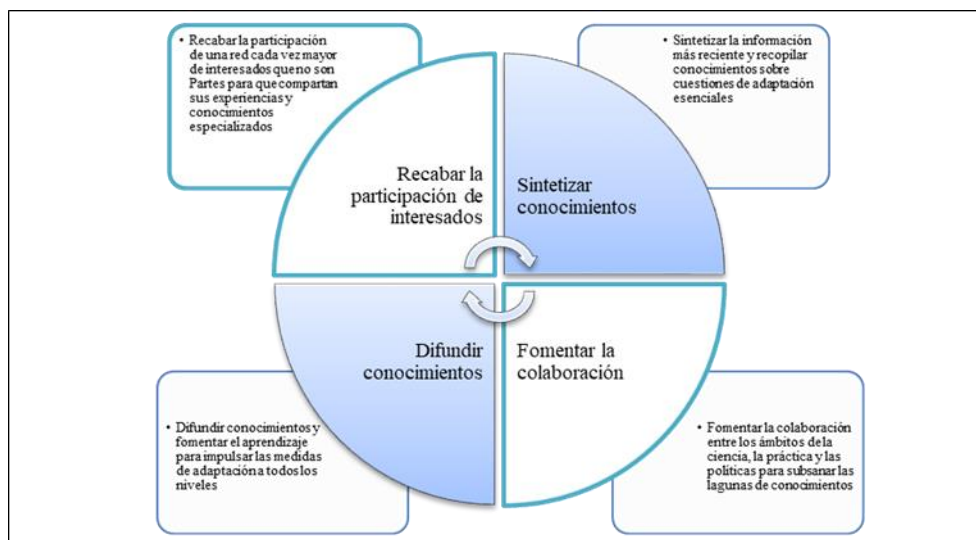 • Recabar la participación
de una red cada vez mayor
de interesados que no son
Partes para que compartan
sus experiencias y
conocimientos
especializados
• Sintetizar la información
más reciente y recopilar
conocimientos sobre
cuestiones de adaptación
esenciales
Recabar la
participación de
interesados
Sintetizar
conocimientos
Difundir
conocimientos
Fomentar la
colaboración
• Difundir conocimientos y
fomentar el aprendizaje
para impulsar las medidas
de adaptación a todos los
niveles
• Fomentar la colaboración
entre los ámbitos de la
ciencia, la práctica y las
políticas para subsanar las
lagunas de conocimientos